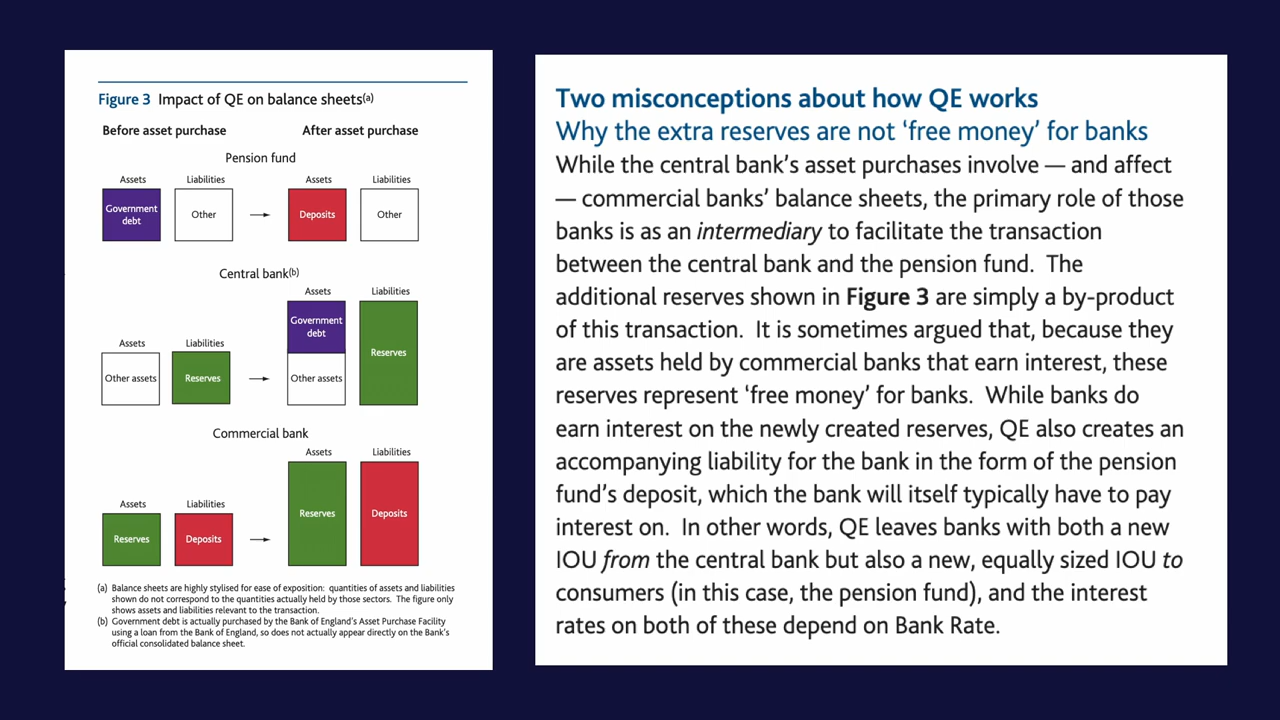 Figure 3 Impact of QE on balance sheets(a)
Before asset purchase After asset purchase
Pension fund
Assets Liabilities Assets Liabilities
Government
debt
Other
Deposits
Other
Central bank(b)
Assets Liabilities
Government
debt
Reserves
Assets Liabilities
Other assets
Reserves
Other assets
Commercial bank
Assets Liabilities
Reserves
Deposits
Assets Liabilities
Reserves
Deposits
(a) Balance sheets are highly stylised for ease of exposition: quantities of assets and liabilities
shown do not correspond to the quantities actually held by those sectors. The figure only
shows assets and liabilities relevant to the transaction.
(b) Government debt is actually purchased by the Bank of England's Asset Purchase Facility
using a loan from the Bank of England, so does not actually appear directly on the Bank's
official consolidated balance sheet.
Two misconceptions about how QE works
Why the extra reserves are not ‘free money’ for banks
While the central bank’s asset purchases involve — and affect
— commercial banks’ balance sheets, the primary role of those
banks is as an intermediary to facilitate the transaction
between the central bank and the pension fund. The
additional reserves shown in Figure 3 are simply a by-product
of this transaction. It is sometimes argued that, because they
are assets held by commercial banks that earn interest, these
reserves represent ‘free money’ for banks. While banks do
earn interest on the newly created reserves, QE also creates an
accompanying liability for the bank in the form of the pension
fund’s deposit, which the bank will itself typically have to pay
interest on. In other words, QE leaves banks with both a new
IOU from the central bank but also a new, equally sized IOU to
consumers (in this case, the pension fund), and the interest
rates on both of these depend on Bank Rate.